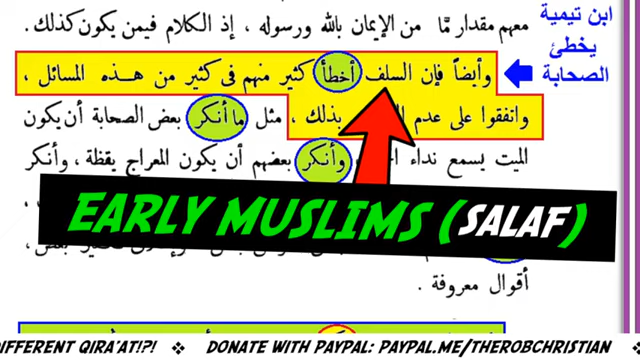 ابن تيمية
يخطئ
الصحابة
معهم مقدار مّا من الإيمان بالله ورسوله ، إذ الكلام فيمن يكون كذلك .
وأيضاً فإن السلف أخطأ كثير منهم فى كثير من هذه المسائل ،
واتفقوا على عدم بذلك ، مثل ما أنكر بعض الصحابة أن يكون
الميت يسمع نداء وأنكر بعضهم أن يكون المعراج يقظة ، وأنكر
EARLY MUSLIMS (SALAF)
بعض ،
أقوال معروفة .
DIFFERENT QIRA'AT!?! ❖ DONATE WITH PAYPAL: PAYPAL.ME/THEROBCHRISTIAN ❖